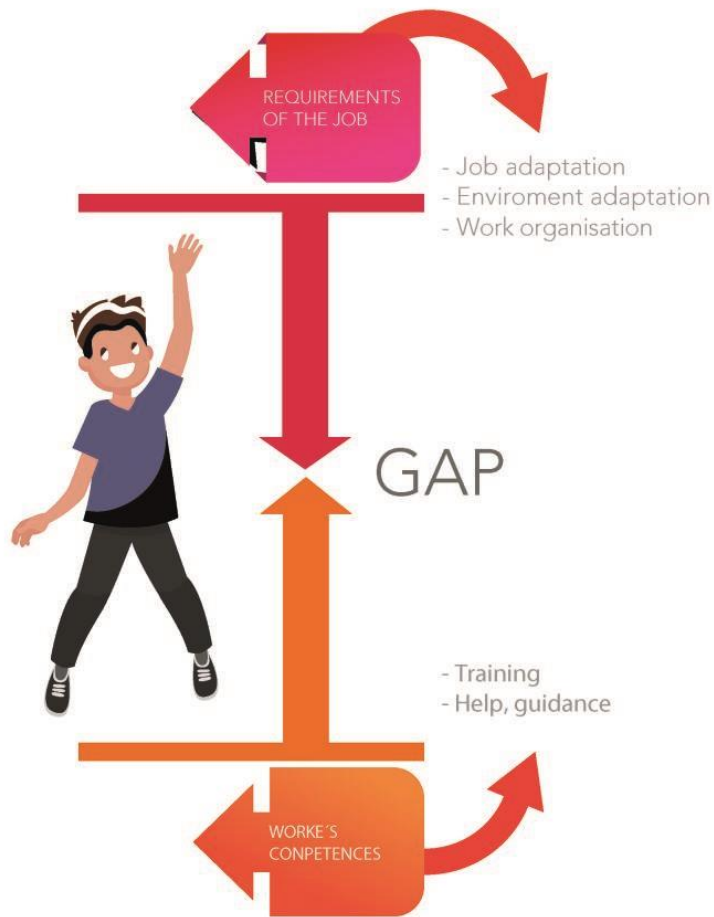 REQUIREMENTS
OF THE JOB
- Job adaptation
- Enviroment adaptation
- Work organisation
GAP
- Training
- Help, guidance
WORKE´S
CONPETENCES